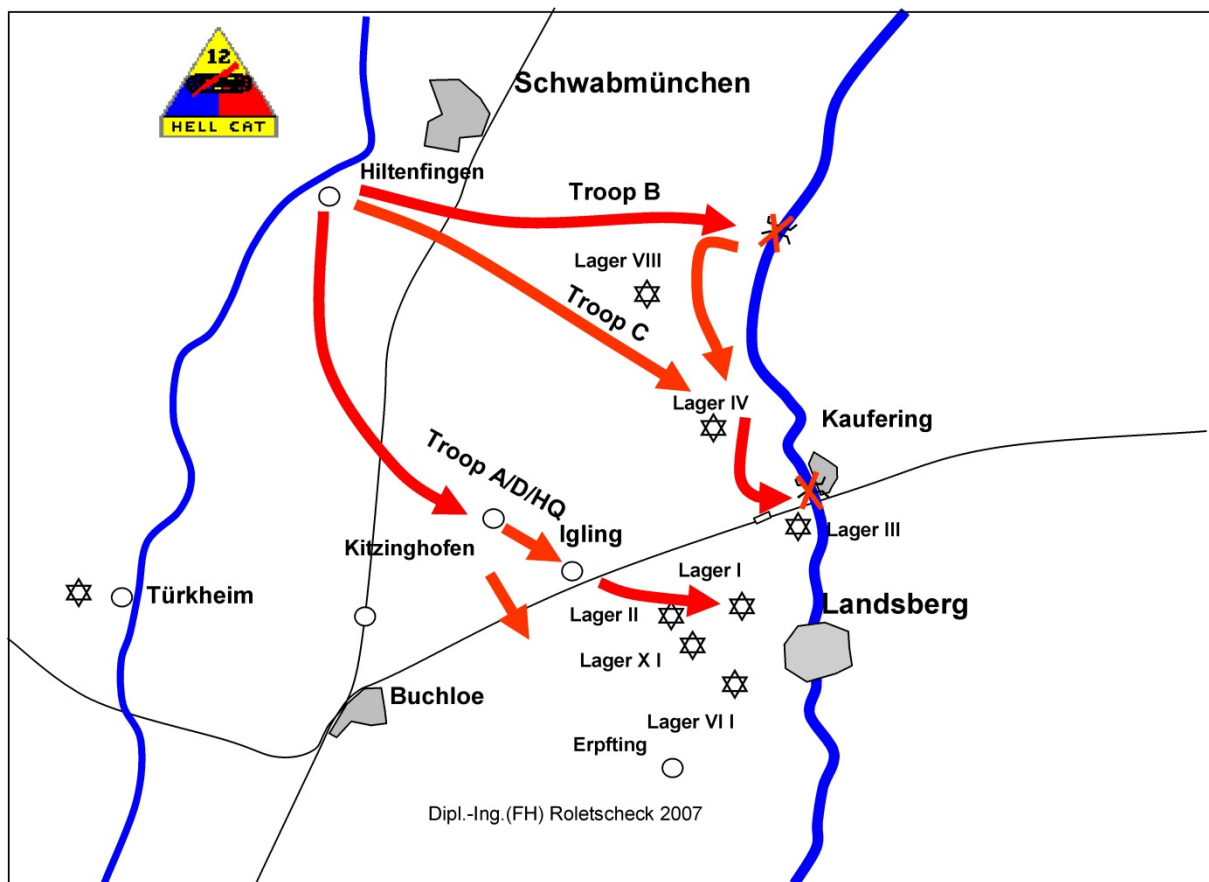 12
HELL CAT
Schwabmünchen
Hiltenfingen
Troop B
Lager VIII
Troop C
Lager IV
Kaufering
Troop A/D/HQ
Igling
Kitzinghofen
Lager III
Lager I
Türkheim
Lager II
Landsberg
Lager X I
Buchloe
Lager VI I
Erpfting
Dipl.-Ing.(FH) Roletscheck 2007